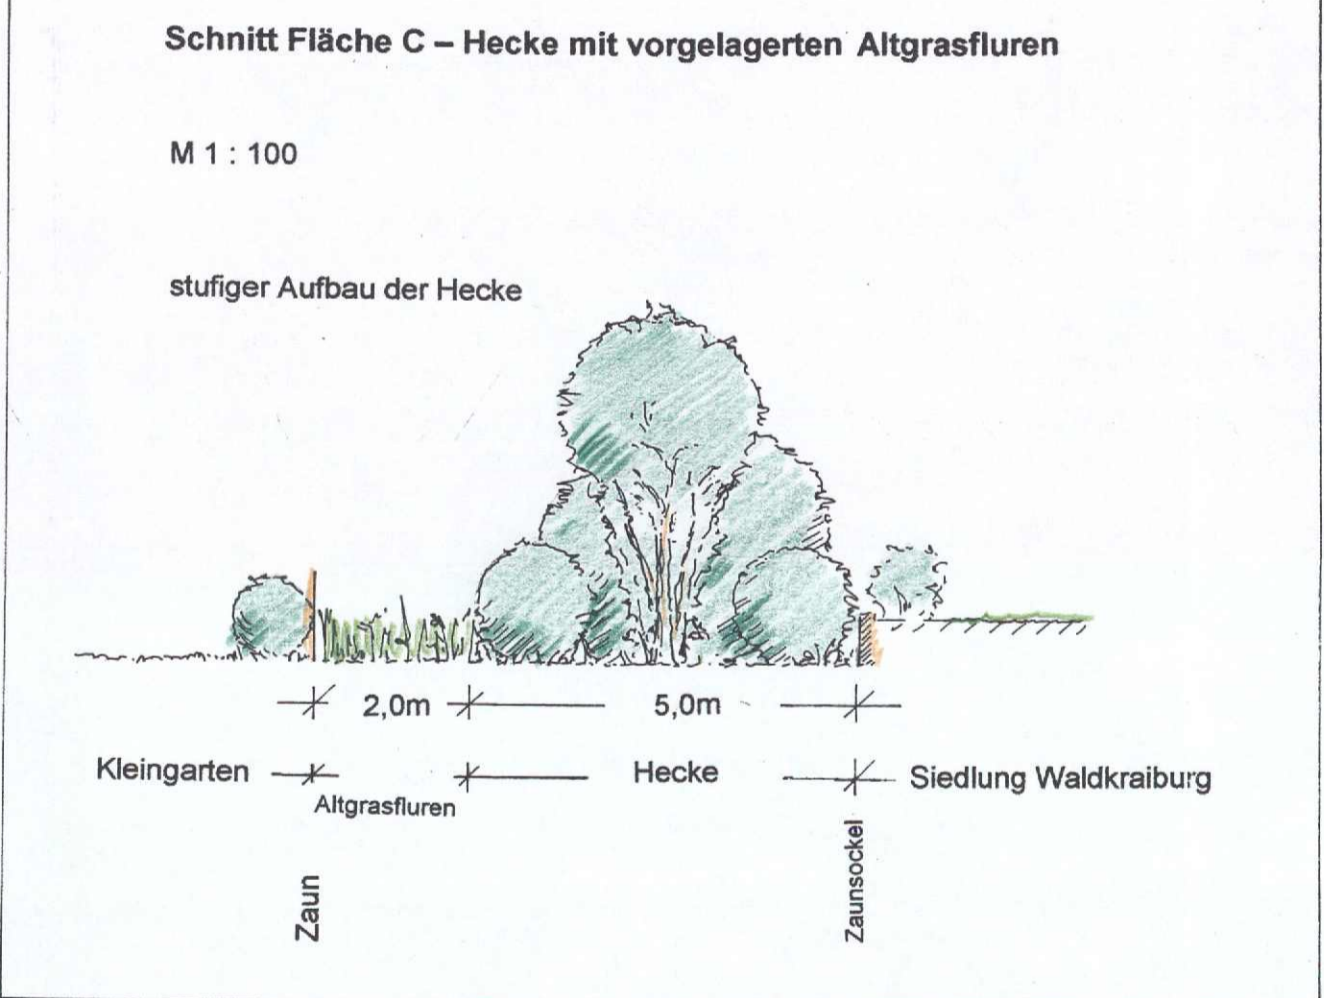 Schnitt Fläche C – Hecke mit vorgelagerten Altgrasfluren
M 1 : 100
stufiger Aufbau der Hecke
2,0m 5,0m
Kleingarten Hecke Siedlung Waldkraiburg
Altgrasfluren
Zaun
Zaunsockel